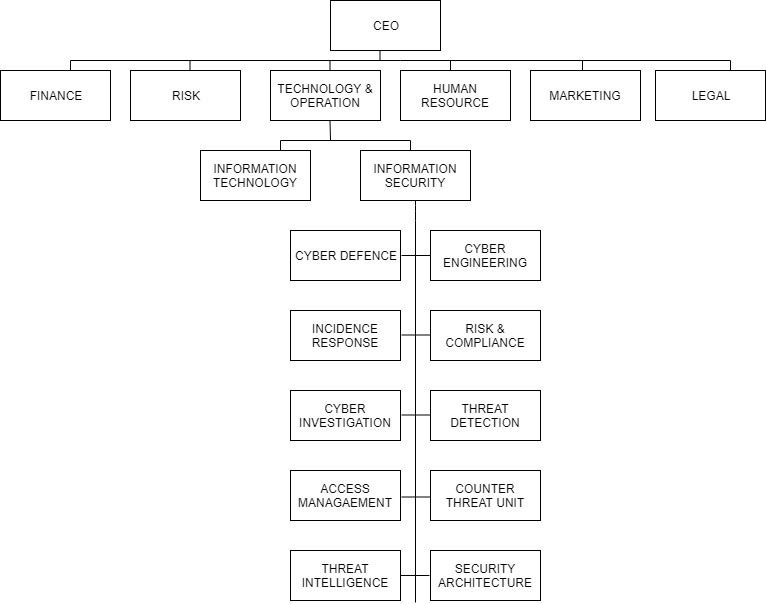 CEO
FINANCE
RISK
TECHNOLOGY &
OPERATION
HUMAN
RESOURCE
MARKETING
LEGAL
INFORMATION
TECHNOLOGY
INFORMATION
SECURITY
CYBER DEFENCE
CYBER
ENGINEERING
INCIDENCE
RESPONSE
RISK &
COMPLIANCE
CYBER
INVESTIGATION
THREAT
DETECTION
ACCESS
MANAGAEMENT
COUNTER
THREAT UNIT
THREAT
INTELLIGENCE
SECURITY
ARCHITECTURE